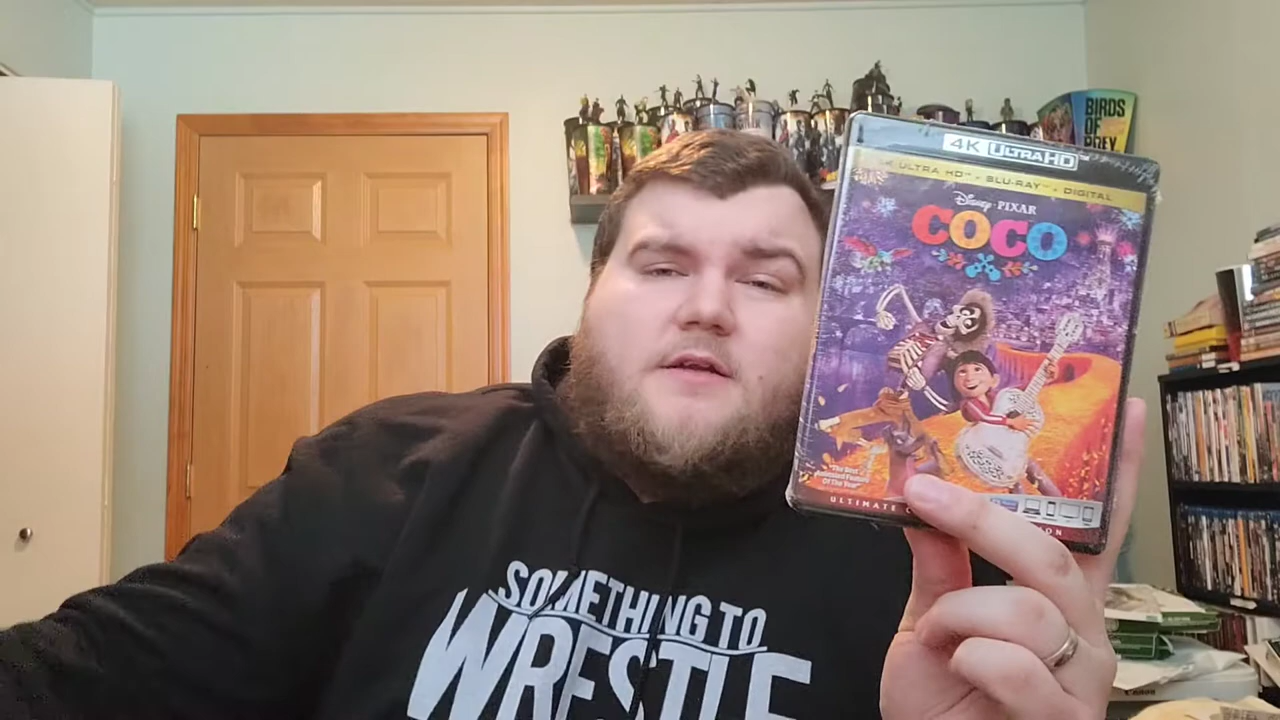 BIRDS
OF
PREY
4K ULTRAHD
4K ULTRA HD • BLU-RAY • DIGITAL
Disney • PIXAR
COCO
"The Best
Animated Feature
Of The Year"
ULTIMATE
SOMETHING TO
WRESTLE
Canon